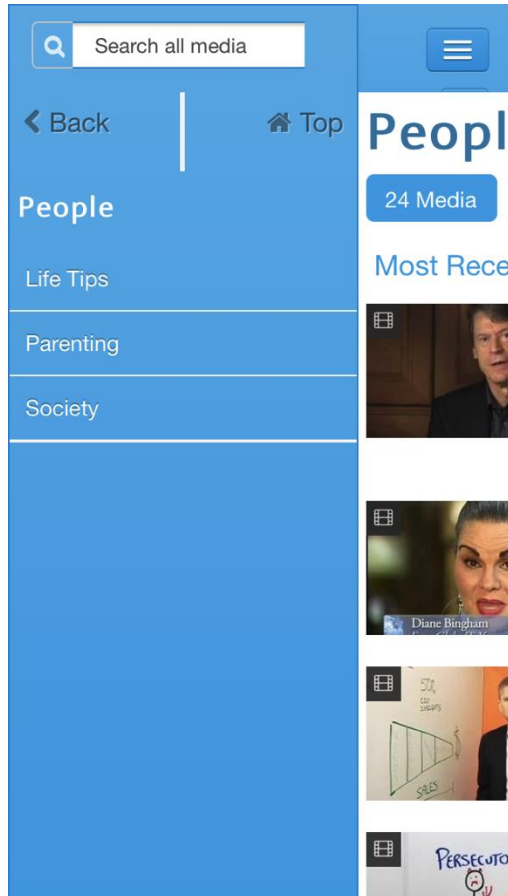 Search all media
Back
Top
People
Life Tips
Parenting
Society
Peopl
24 Media
Most Rece
Diane Bingham
50%
SALES
PERSECUTO